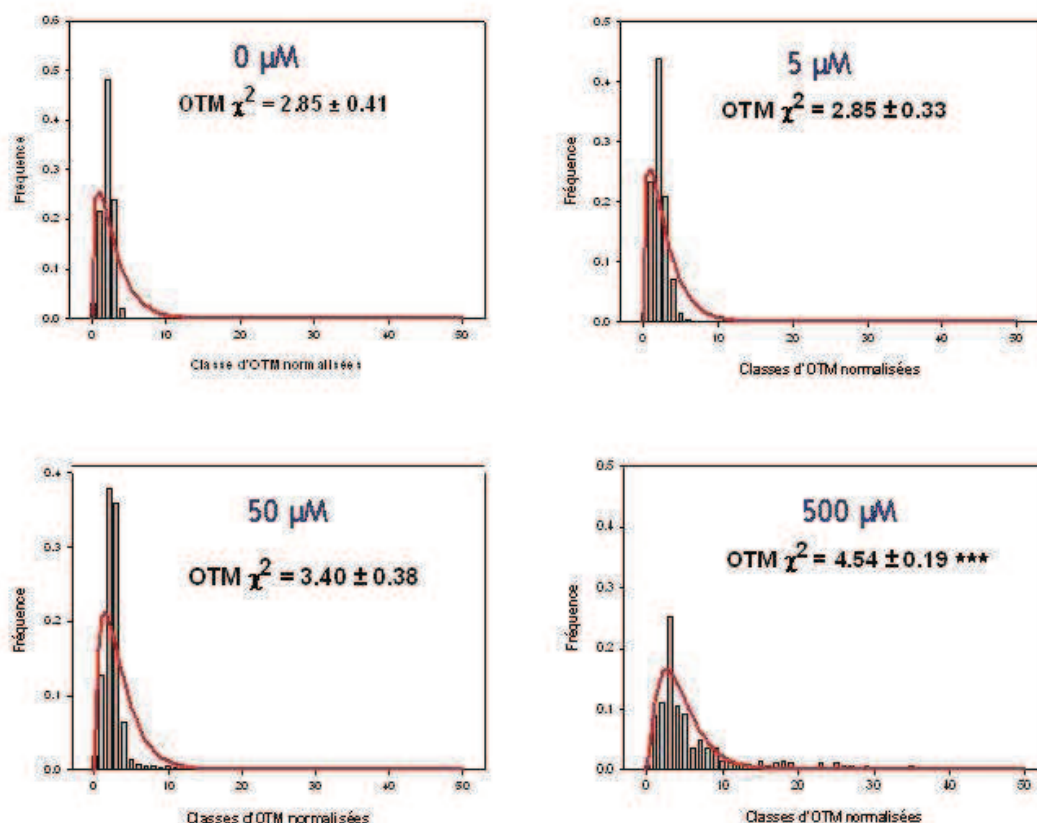 0.6
0 µM
0.5
OTM χ² = 2.85 ± 0.41
0.4
Fréquence
0.3
0.2
0.1
0.0
0 10 20 30 40 50
Classe d'OTM normalisées
0.5
5 µM
0.4
OTM χ² = 2.85 ± 0.33
Fréquence
0.3
0.2
0.1
0.0
0 10 20 30 40 50
Classes d'OTM normalisées
0.4
50 µM
0.3
OTM χ² = 3.40 ± 0.38
Fréquence
0.2
0.1
0.0
0 10 20 30 40 50
Classes d'OTM normalisées
0.5
500 µM
0.4
OTM χ² = 4.54 ± 0.19 ***
Fréquence
0.3
0.2
0.1
0.0
0 10 20 30 40 50
Classes d'OTM normalisées